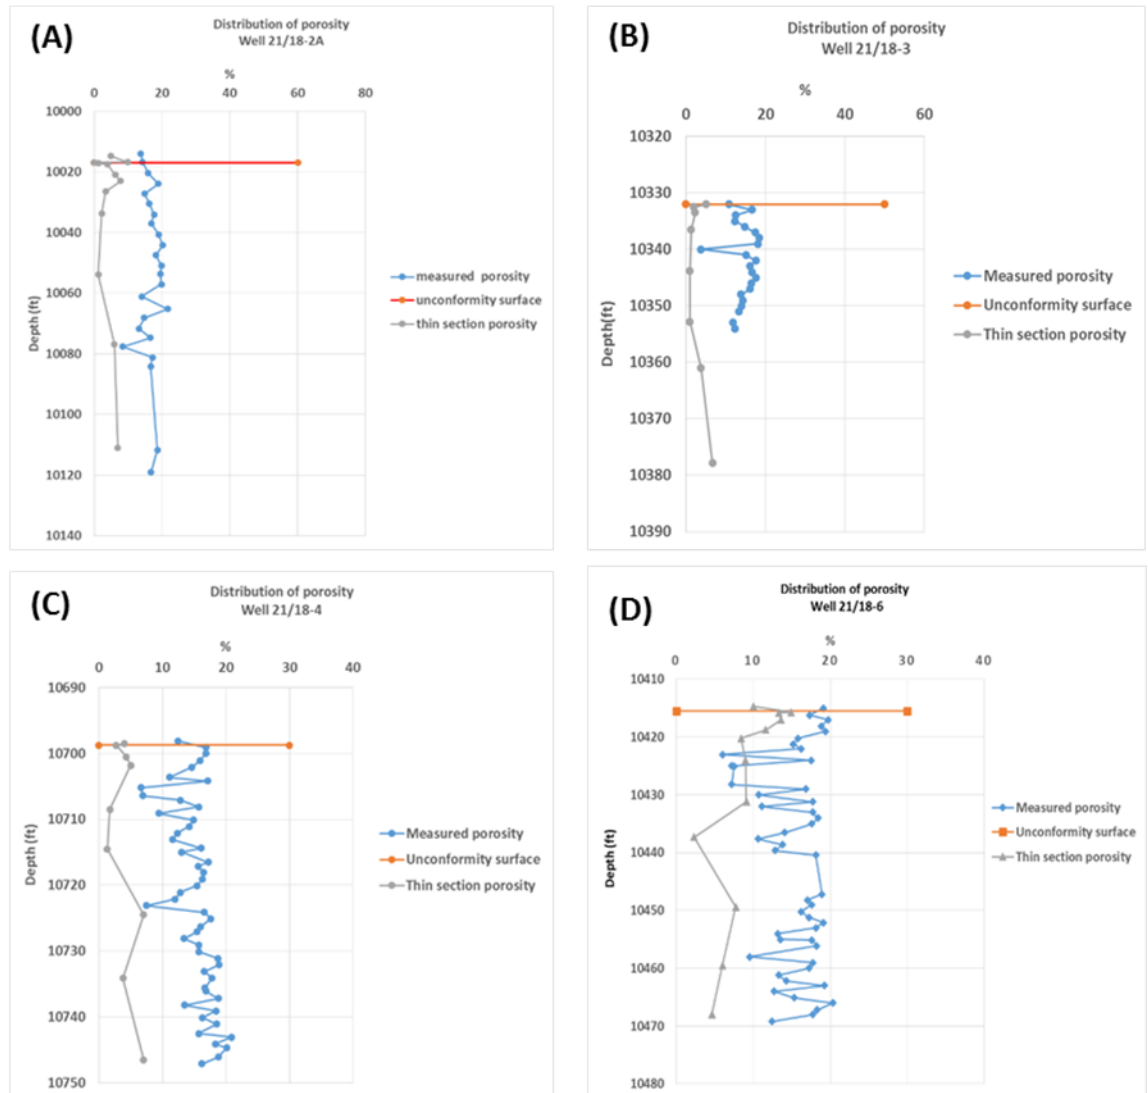 (A)
Distribution of porosity
Well 21/18-2A
%
0 20 40 60 80
10000
10020
10040
10060
10080
10100
10120
10140
Depth (ft)
measured porosity
unconformity surface
thin section porosity
(B)
Distribution of porosity
Well 21/18-3
%
0 20 40 60
10320
10330
10340
10350
10360
10370
10380
10390
Depth(ft)
Measured porosity
Unconformity surface
Thin section porosity
(C)
Distribution of porosity
Well 21/18-4
%
0 10 20 30 40
10690
10700
10710
10720
10730
10740
10750
Depth (ft)
Measured porosity
Unconformity surface
Thin section porosity
(D)
Distribution of porosity
Well 21/18-6
%
0 10 20 30 40
10410
10420
10430
10440
10450
10460
10470
10480
Depth (ft)
Measured porosity
Unconformity surface
Thin section porosity